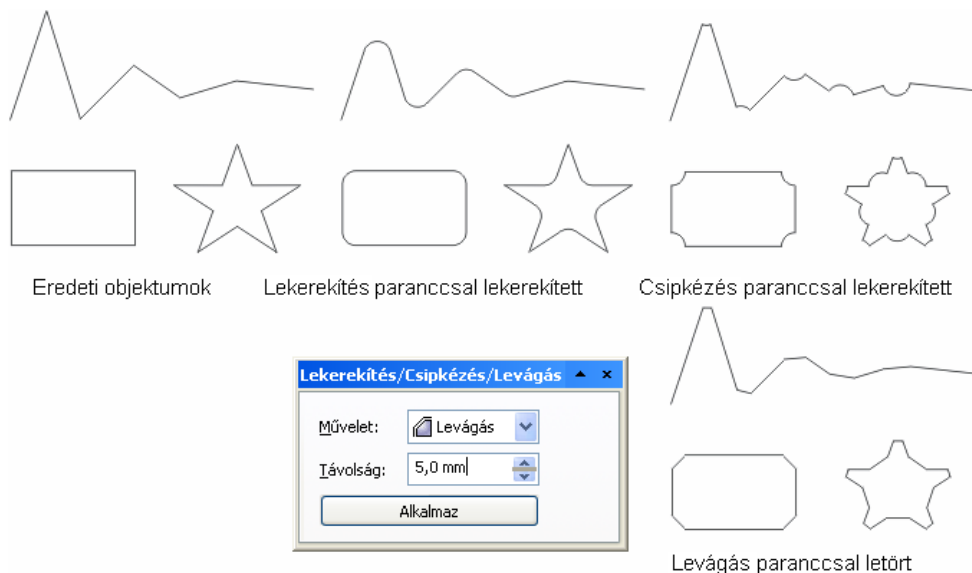 Eredeti objektumok
Lekerekítés paranccsal lekerekített
Csipkézés paranccsal lekerekített
Lekerekítés/Csipkézés/Levágás
Művelet:
Levágás
Távolság:
5,0 mm
Alkalmaz
Levágás paranccsal letört